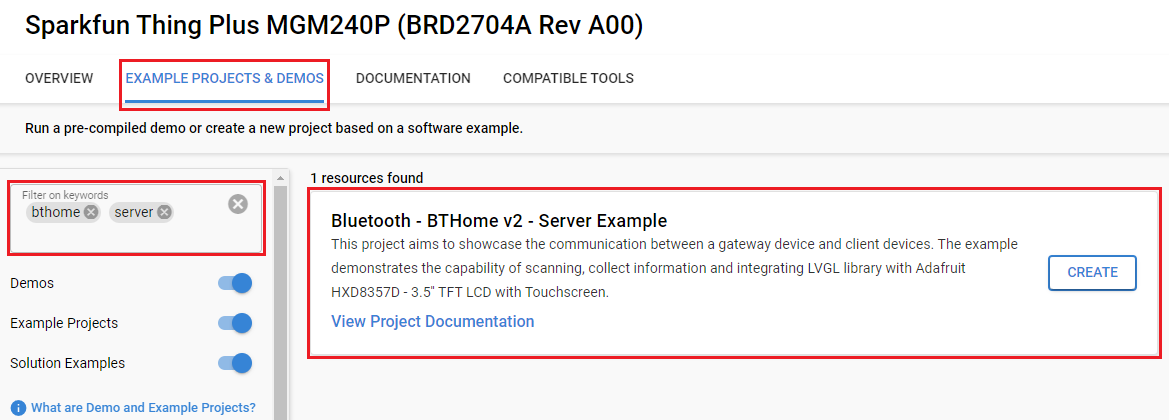 Sparkfun Thing Plus MGM240P (BRD2704A Rev A00)
OVERVIEW
EXAMPLE PROJECTS & DEMOS
DOCUMENTATION
COMPATIBLE TOOLS
Run a pre-compiled demo or create a new project based on a software example.
Filter on keywords
bthome
server
Demos
Example Projects
Solution Examples
What are Demo and Example Projects?
1 resources found
Bluetooth - BTHome v2 - Server Example
This project aims to showcase the communication between a gateway device and client devices. The example
demonstrates the capability of scanning, collect information and integrating LVGL library with Adafruit
HXD8357D - 3.5" TFT LCD with Touchscreen.
View Project Documentation
CREATE